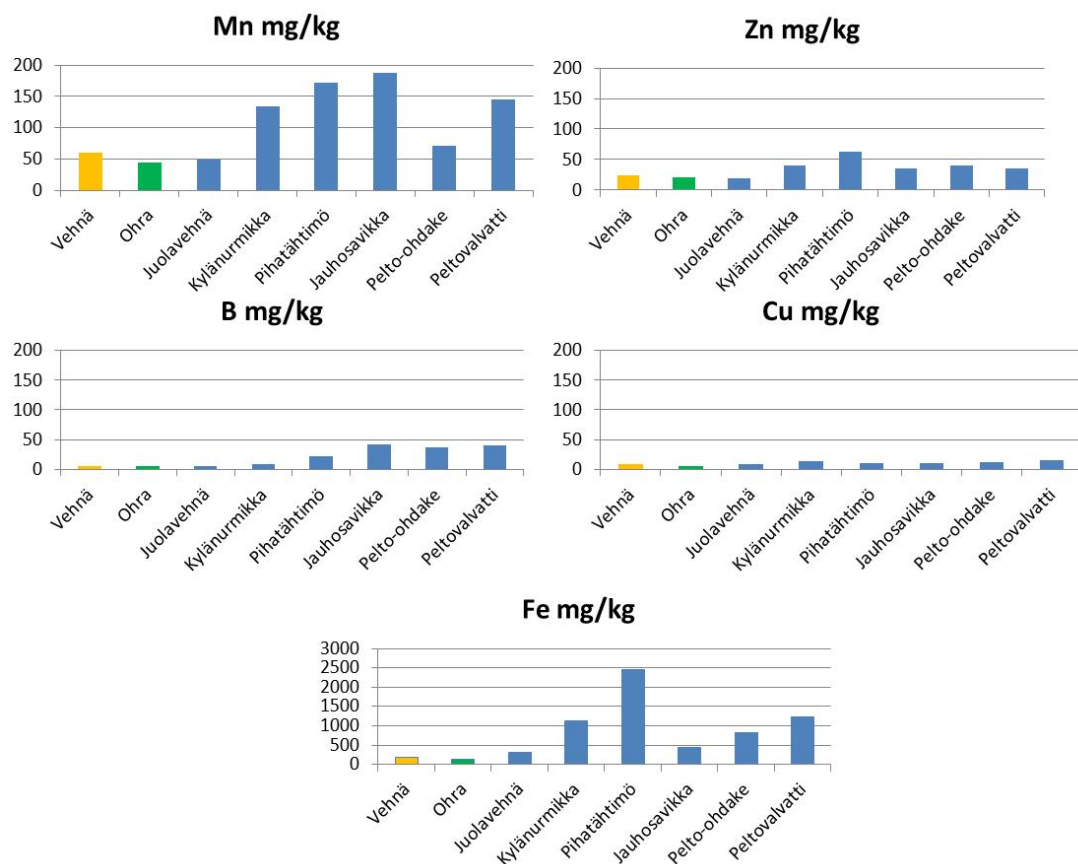 Mn mg/kg
200
150
100
50
0
Vehnä
Ohra
Juolavehnä
Kylänurmikka
Pihatähtimö
Jauhosavikka
Pelto-ohdake
Peltovalvatti
Zn mg/kg
200
150
100
50
0
Vehnä
Ohra
Juolavehnä
Kylänurmikka
Pihatähtimö
Jauhosavikka
Pelto-ohdake
Peltovalvatti
B mg/kg
200
150
100
50
0
Vehnä
Ohra
Juolavehnä
Kylänurmikka
Pihatähtimö
Jauhosavikka
Pelto-ohdake
Peltovalvatti
Cu mg/kg
200
150
100
50
0
Vehnä
Ohra
Juolavehnä
Kylänurmikka
Pihatähtimö
Jauhosavikka
Pelto-ohdake
Peltovalvatti
Fe mg/kg
3000
2500
2000
1500
1000
500
0
Vehnä
Ohra
Juolavehnä
Kylänurmikka
Pihatähtimö
Jauhosavikka
Pelto-ohdake
Peltovalvatti